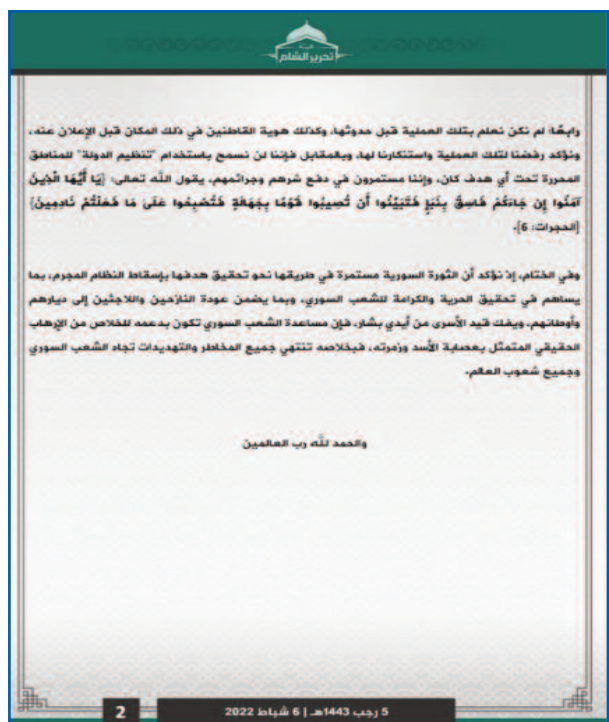 هيئة
تحرير الشام
رابعًا: لم نكن نعلم بتلك العملية قبل حدوثها، وكذلك هوية القاطنين في ذلك المكان قبل الإعلان عنه،
ونؤكد رفضنا لتلك العملية واستنكارنا لها، وبالمقابل فإننا لن نسمح باستخدام "تنظيم الدولة" للمناطق
المحررة تحت أي هدف كان، وإننا مستمرون في دفع شرهم وجرائمهم، يقول الله تعالى: {يَا أَيُّهَا الَّذِينَ
آمَنُوا إِن جَاءَكُمْ فَاسِقٌ بِنَبَإٍ فَتَبَيَّنُوا أَن تُصِيبُوا قَوْمًا بِجَهَالَةٍ فَتُصْبِحُوا عَلَىٰ مَا فَعَلْتُمْ نَادِمِينَ}
[الحجرات: 6].
وفي الختام، إذ نؤكد أن الثورة السورية مستمرة في طريقها نحو تحقيق هدفها بإسقاط النظام المجرم، بما
يساهم في تحقيق الحرية والكرامة للشعب السوري، وبما يضمن عودة النازحين واللاجئين إلى ديارهم
وأوطانهم، ويفك قيد الأسرى من أيدي بشار، فإن مساعدة الشعب السوري تكون بدعمه للخلاص من الإرهاب
الحقيقي المتمثل بعصابة الأسد وزمرته، فبخلاصه تنتهي جميع المخاطر والتهديدات تجاه الشعب السوري
وجميع شعوب العالم.
والحمد لله رب العالمين
5 رجب 1443هـ | 6 شباط 2022
2